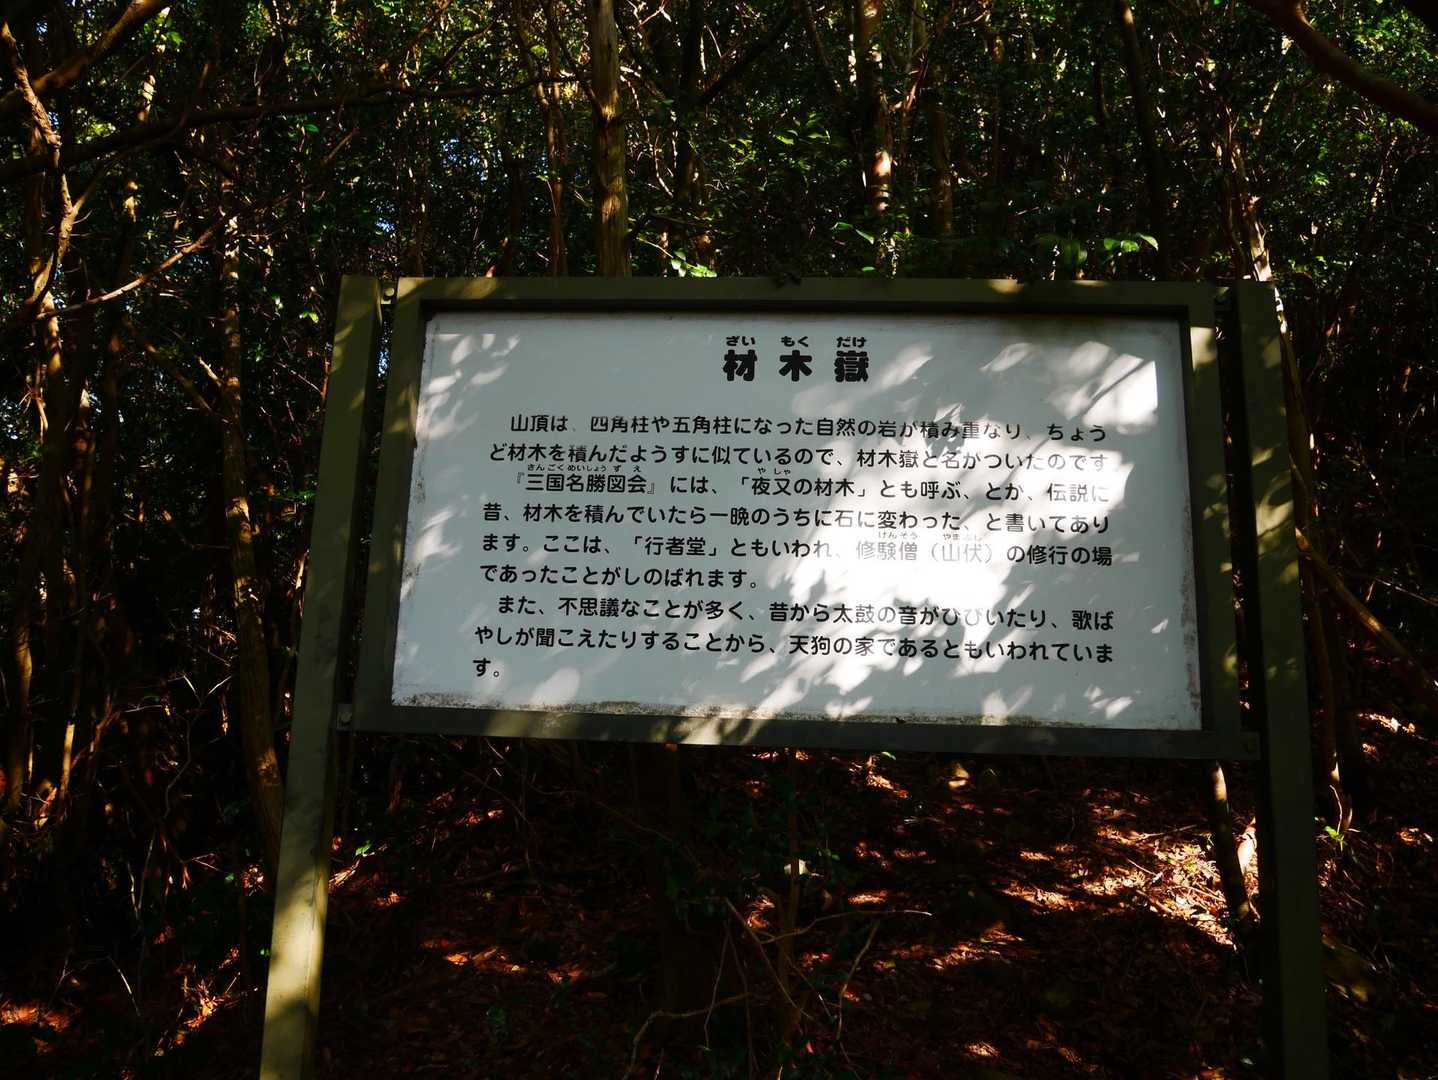 ざい もく だけ
材木嶽
山頂は、四角柱や五角柱になった自然の岩が積み重なり、ちょう
ど材木を積んだようすに似ているので、材木嶽と名がついたのです
さんごくめいしょうずえ やしゃ
『三国名勝図会』には、「夜叉の材木」とも呼ぶ、とか、伝説に
昔、材木を積んでいたら一晩のうちに石に変わった、と書いてあり
げんそう やまぶし
ます。ここは、「行者堂」ともいわれ、修験僧（山伏）の修行の場
であったことがしのばれます。
また、不思議なことが多く、昔から太鼓の音がひびいたり、歌ば
やしが聞こえたりすることから、天狗の家であるともいわれていま
す。